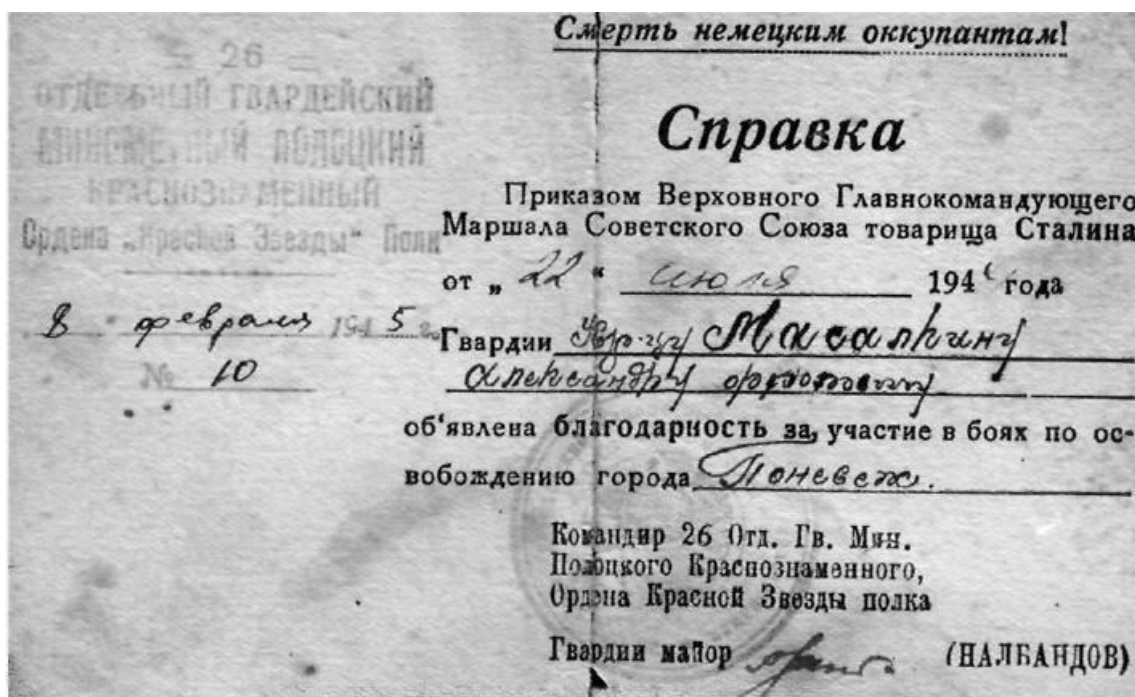 Смерть немецким оккупантам!
— 26 —
ОТДЕЛЬНЫЙ ГВАРДЕЙСКИЙ
МИНОМЕТНЫЙ ПОЛОЦКИЙ
КРАСНОЗНАМЕННЫЙ
Ордена „Красной Звезды" Полк
8 февраля 1945 г.
№ 10
Справка
Приказом Верховного Главнокомандующего
Маршала Советского Союза товарища Сталина
от „ 22 " июля 194 года
Гвардии Масалкину
Александру
об'явлена благодарность за участие в боях по ос-
вобождению города Поневеж.
Командир 26 Отд. Гв. Мин.
Полоцкого Краснознаменного,
Ордена Красной Звезды полка
Гвардии майор (НАЛБАНДОВ)